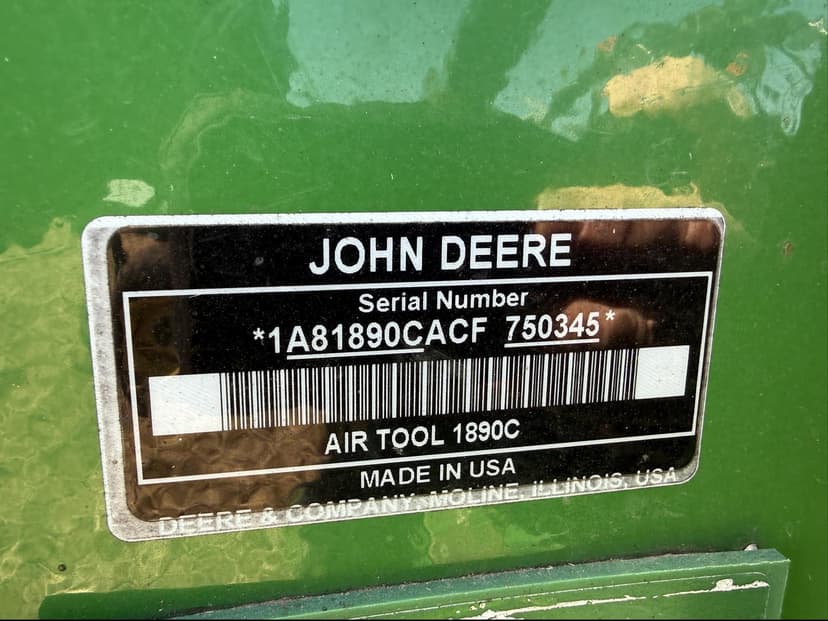 JOHN DEERE
Serial Number
*1A81890CACF 750345*
AIR TOOL 1890C
MADE IN USA
DEERE & COMPANY, MOLINE, ILLINOIS, USA